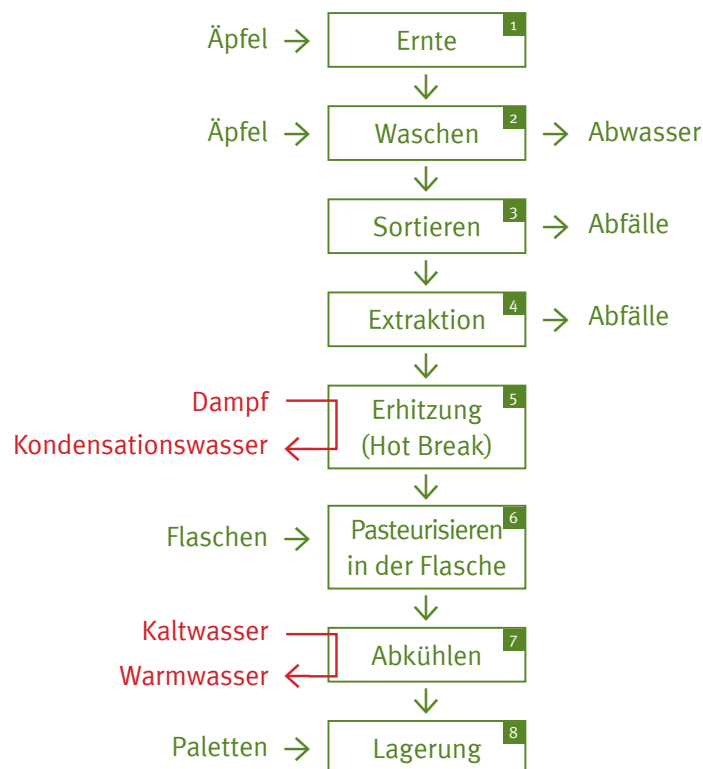 1
Äpfel → Ernte
2
Äpfel → Waschen → Abwasser
3
Sortieren → Abfälle
4
Extraktion → Abfälle
5
Dampf
Erhitzung
Kondensationswasser
(Hot Break)
6
Flaschen → Pasteurisieren
in der Flasche
7
Kaltwasser
Abkühlen
Warmwasser
8
Paletten → Lagerung